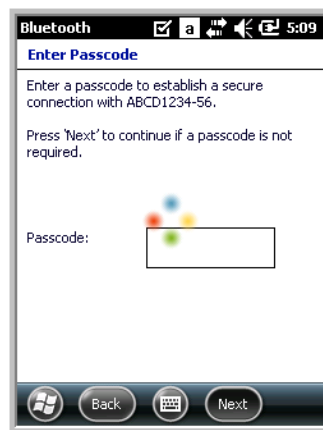 Bluetooth a 5:09
Enter Passcode
Enter a passcode to establish a secure
connection with ABCD1234-56.
Press 'Next' to continue if a passcode is not
required.
Passcode:
Back Next